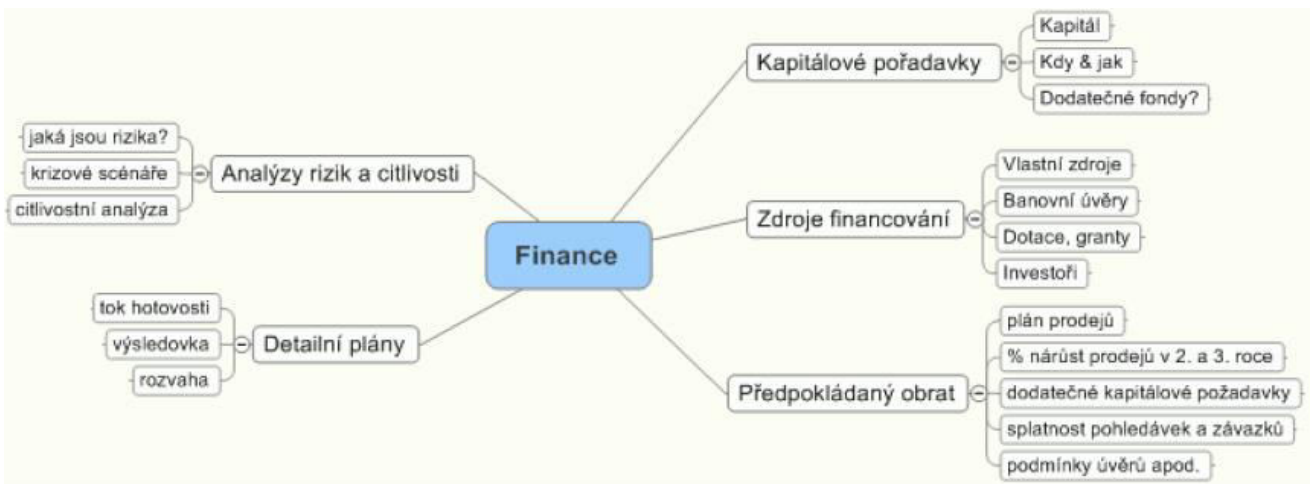 Finance
Kapitálové pořadavky
Kapitál
Kdy & jak
Dodatečné fondy?
Zdroje financování
Vlastní zdroje
Banovní úvěry
Dotace, granty
Investoři
Předpokládaný obrat
plán prodejů
% nárůst prodejů v 2. a 3. roce
dodatečné kapitálové požadavky
splatnost pohledávek a závazků
podmínky úvěrů apod.
Analýzy rizik a citlivosti
jaká jsou rizika?
krizové scénáře
citlivostní analýza
Detailní plány
tok hotovosti
výsledovka
rozvaha